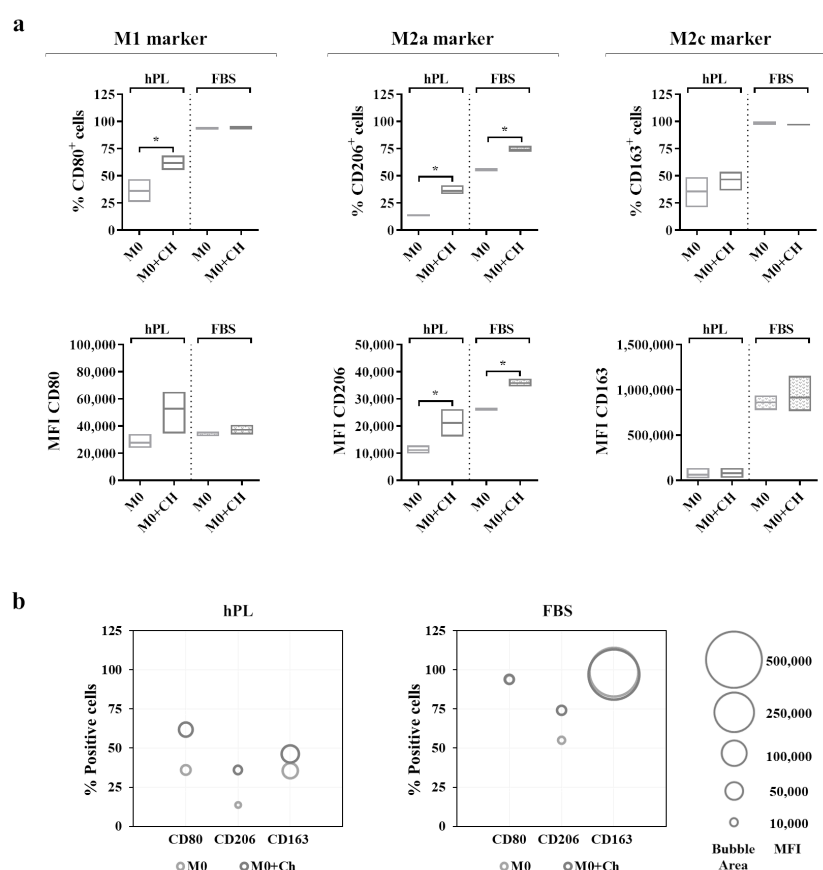 a
M1 marker
M2a marker
M2c marker
hPL FBS
% CD80+ cells
125
100
75
50
25
0
*
M0
M0+CH
M0
M0+CH
hPL FBS
% CD206+ cells
125
100
75
50
25
0
*
*
M0
M0+CH
M0
M0+CH
hPL FBS
% CD163+ cells
125
100
75
50
25
0
M0
M0+CH
M0
M0+CH
hPL FBS
MFI CD80
100,000
80,000
60,000
40,000
20,000
0
M0
M0+CH
M0
M0+CH
hPL FBS
MFI CD206
50,000
40,000
30,000
20,000
10,000
0
*
*
M0
M0+CH
M0
M0+CH
hPL FBS
MFI CD163
1,500,000
1,000,000
500,000
0
M0
M0+CH
M0
M0+CH
b
hPL
% Positive cells
125
100
75
50
25
0
CD80 CD206 CD163
M0 M0+Ch
FBS
% Positive cells
125
100
75
50
25
0
CD80 CD206 CD163
M0 M0+Ch
500,000
250,000
100,000
50,000
10,000
Bubble Area
MFI